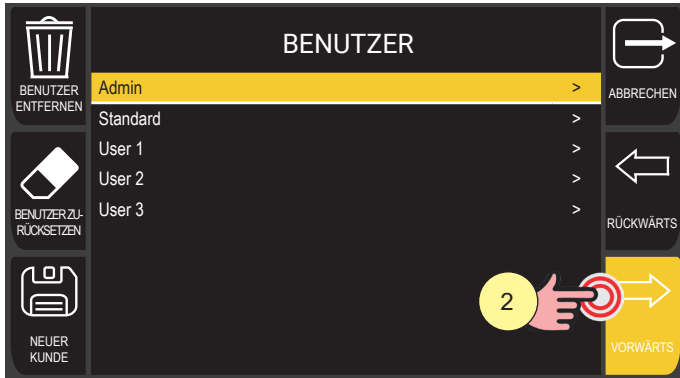 BENUTZER
BENUTZER
ENTFERNEN
ABBRECHEN
Admin >
Standard >
User 1 >
User 2 >
User 3 >
BENUTZER ZU-
RÜCKSETZEN
RÜCKWÄRTS
2
NEUER
KUNDE
VORWÄRTS